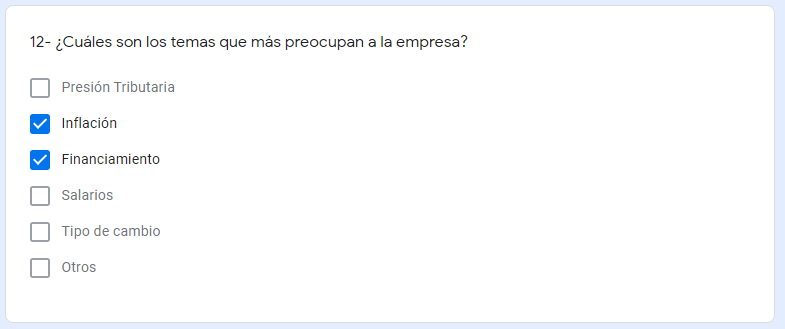 12- ¿Cuáles son los temas que más preocupan a la empresa?
Presión Tributaria
Inflación
Financiamiento
Salarios
Tipo de cambio
Otros